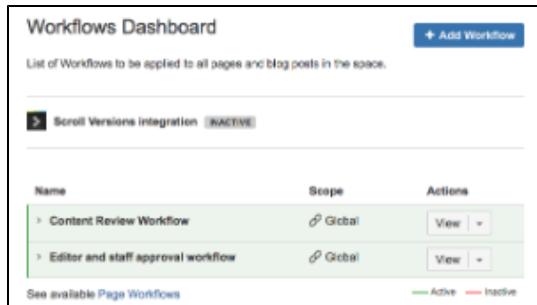 Workflows Dashboard
+ Add Workflow
List of Workflows to be applied to all pages and blog posts in the space.
Scroll Versions integration INACTIVE
Name Scope Actions
Content Review Workflow Global View
Editor and staff approval workflow Global View
See available Page Workflows Active Inactive